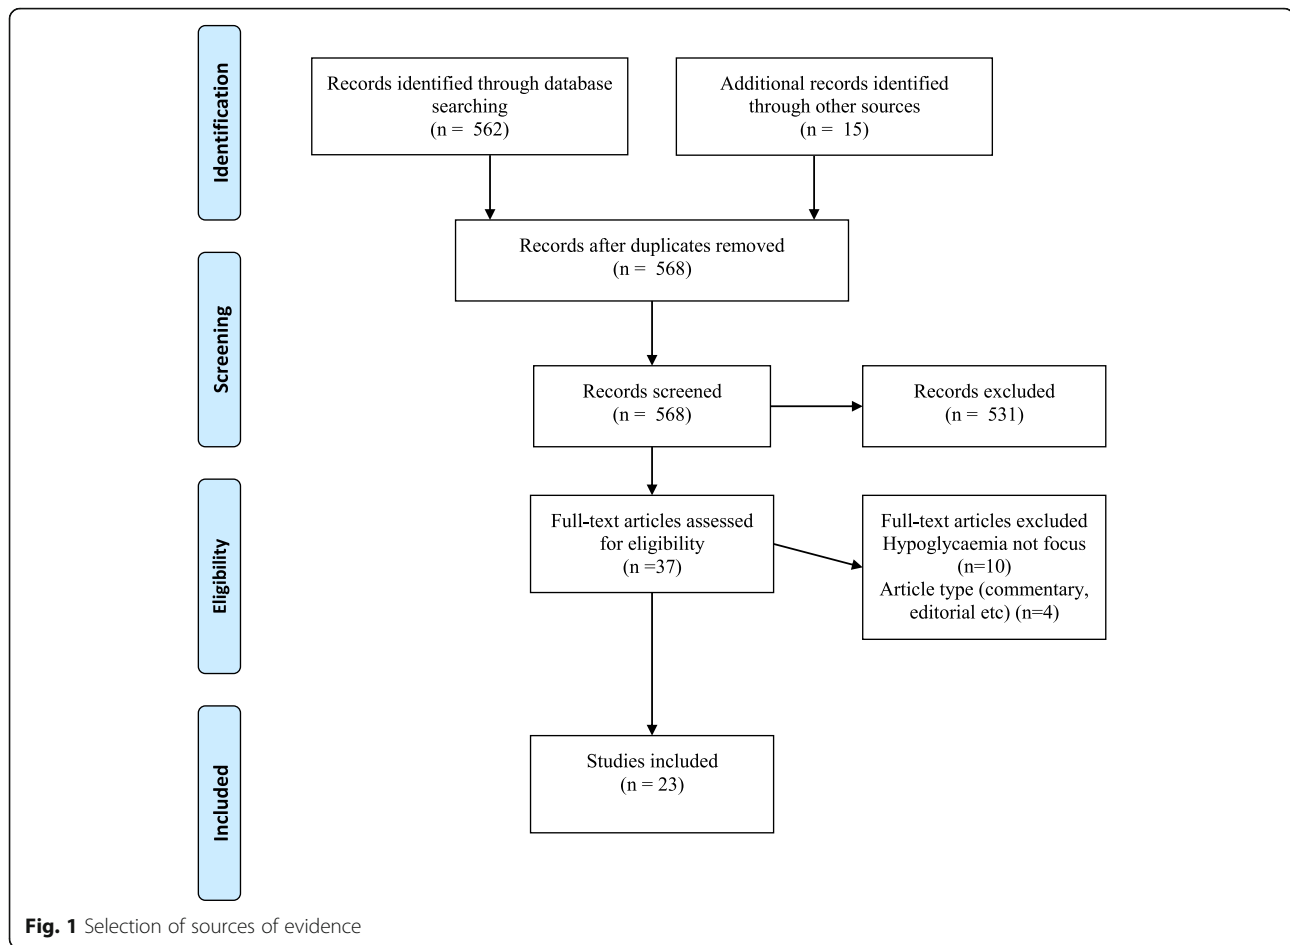 Identification
Records identified through database
searching
(n = 562)
Additional records identified
through other sources
(n = 15)
Records after duplicates removed
(n = 568)
Screening
Records screened
(n = 568)
Records excluded
(n = 531)
Eligibility
Full-text articles assessed
for eligibility
(n =37)
Full-text articles excluded
Hypoglycaemia not focus
(n=10)
Article type (commentary,
editorial etc) (n=4)
Included
Studies included
(n = 23)
Fig. 1 Selection of sources of evidence